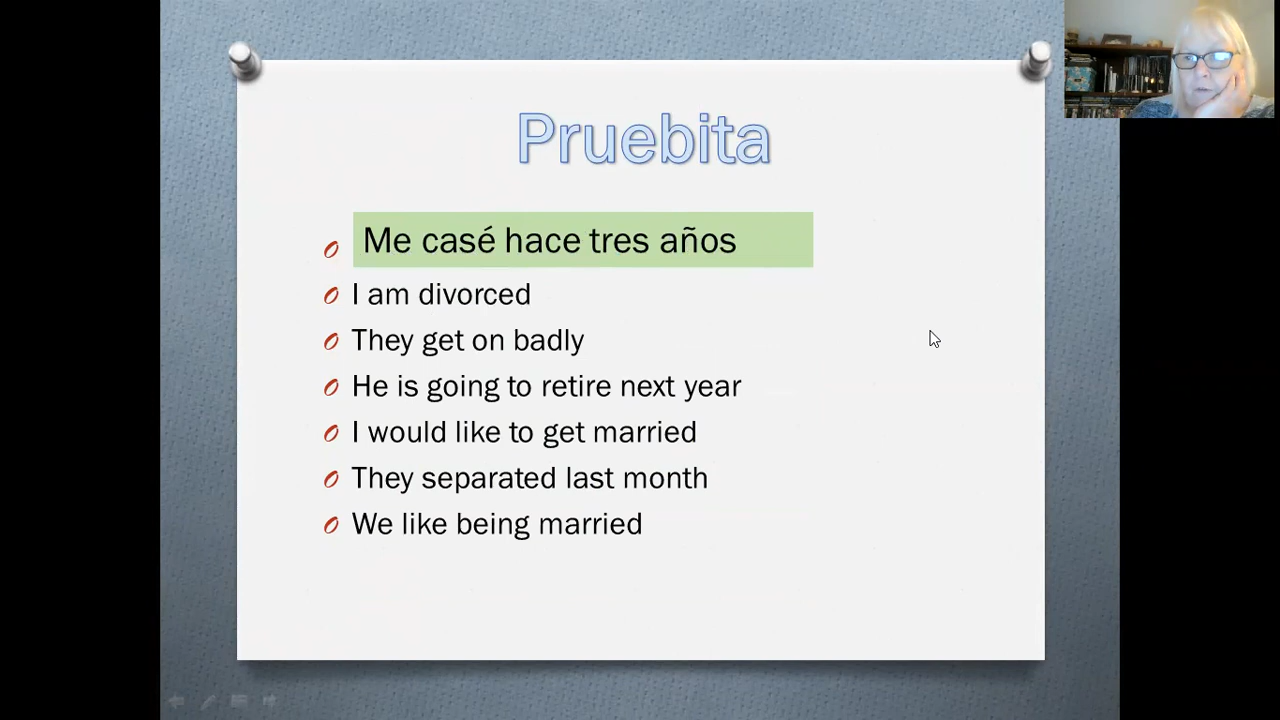 Pruebita
Me casé hace tres años
I am divorced
They get on badly
He is going to retire next year
I would like to get married
They separated last month
We like being married